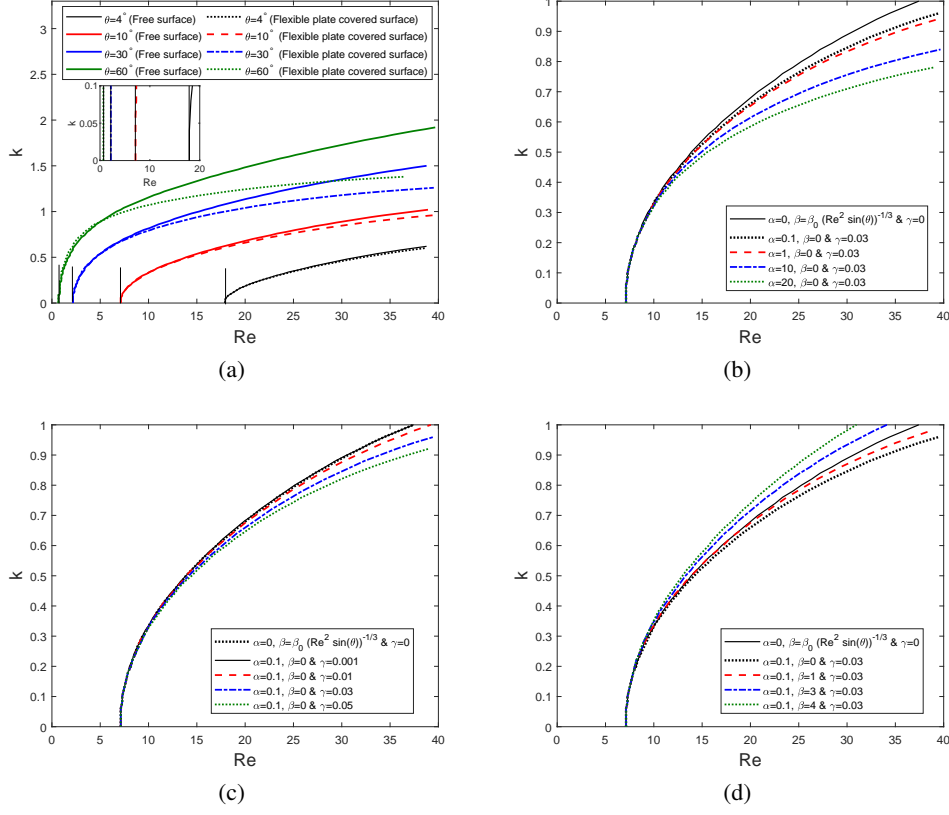 θ=4° (Free surface)
θ=10° (Free surface)
θ=30° (Free surface)
θ=60° (Free surface)
θ=4° (Flexible plate covered surface)
θ=10° (Flexible plate covered surface)
θ=30° (Flexible plate covered surface)
θ=60° (Flexible plate covered surface)
k
3
2.5
2
1.5
1
0.5
0
0.1
0.05
0
k
0 10 20
Re
0 5 10 15 20 25 30 35 40
Re
(a)
k
1
0.9
0.8
0.7
0.6
0.5
0.4
0.3
0.2
0.1
0
α=0, β=β₀ (Re² sin(θ))⁻¹/³ & γ=0
α=0.1, β=0 & γ=0.03
α=1, β=0 & γ=0.03
α=10, β=0 & γ=0.03
α=20, β=0 & γ=0.03
0 5 10 15 20 25 30 35 40
Re
(b)
k
1
0.9
0.8
0.7
0.6
0.5
0.4
0.3
0.2
0.1
0
α=0, β=β₀ (Re² sin(θ))⁻¹/³ & γ=0
α=0.1, β=0 & γ=0.001
α=0.1, β=0 & γ=0.01
α=0.1, β=0 & γ=0.03
α=0.1, β=0 & γ=0.05
0 5 10 15 20 25 30 35 40
Re
(c)
k
1
0.9
0.8
0.7
0.6
0.5
0.4
0.3
0.2
0.1
0
α=0, β=β₀ (Re² sin(θ))⁻¹/³ & γ=0
α=0.1, β=0 & γ=0.03
α=0.1, β=1 & γ=0.03
α=0.1, β=3 & γ=0.03
α=0.1, β=4 & γ=0.03
0 5 10 15 20 25 30 35 40
Re
(d)